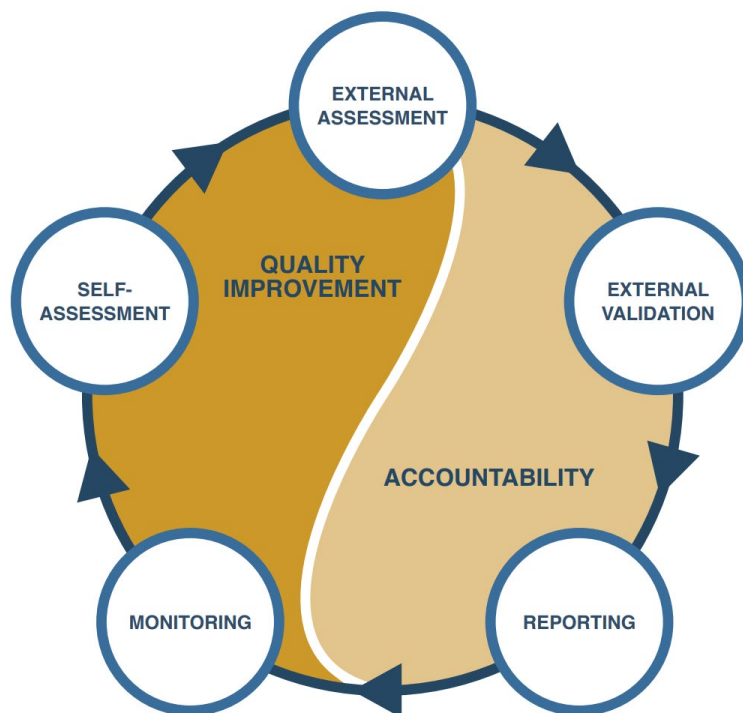 EXTERNAL
ASSESSMENT
QUALITY
IMPROVEMENT
SELF-
ASSESSMENT
EXTERNAL
VALIDATION
ACCOUNTABILITY
MONITORING
REPORTING